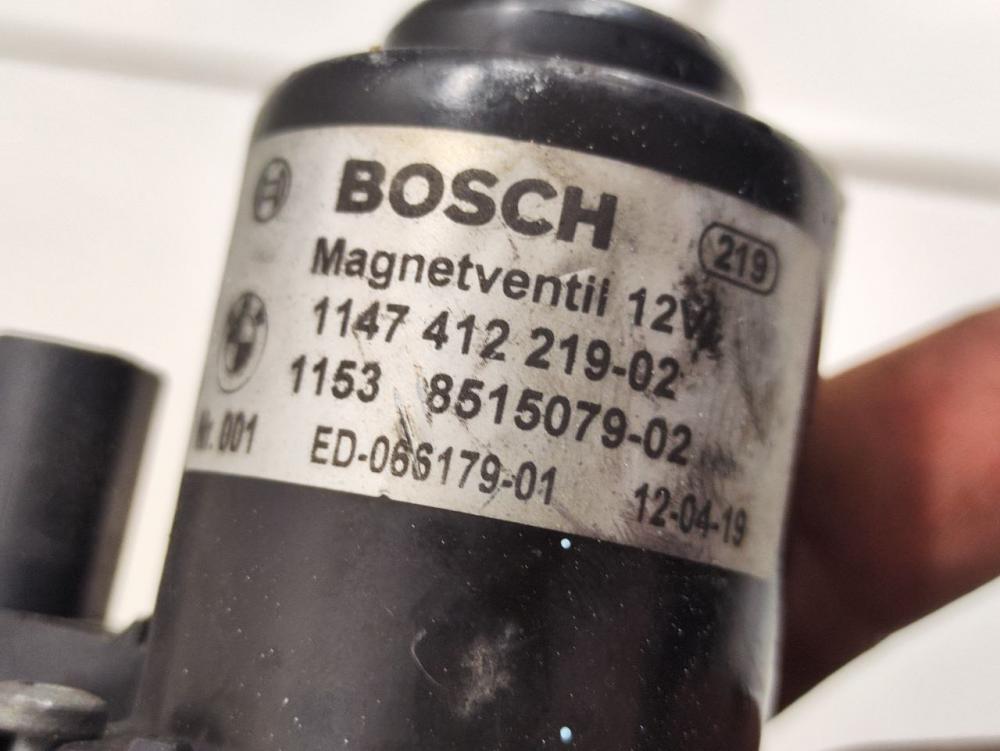 BOSCH
219
Magnetventil 12V
1147 412 219-02
1153 8515079-02
Nr. 001 ED-066179-01 12-04-19